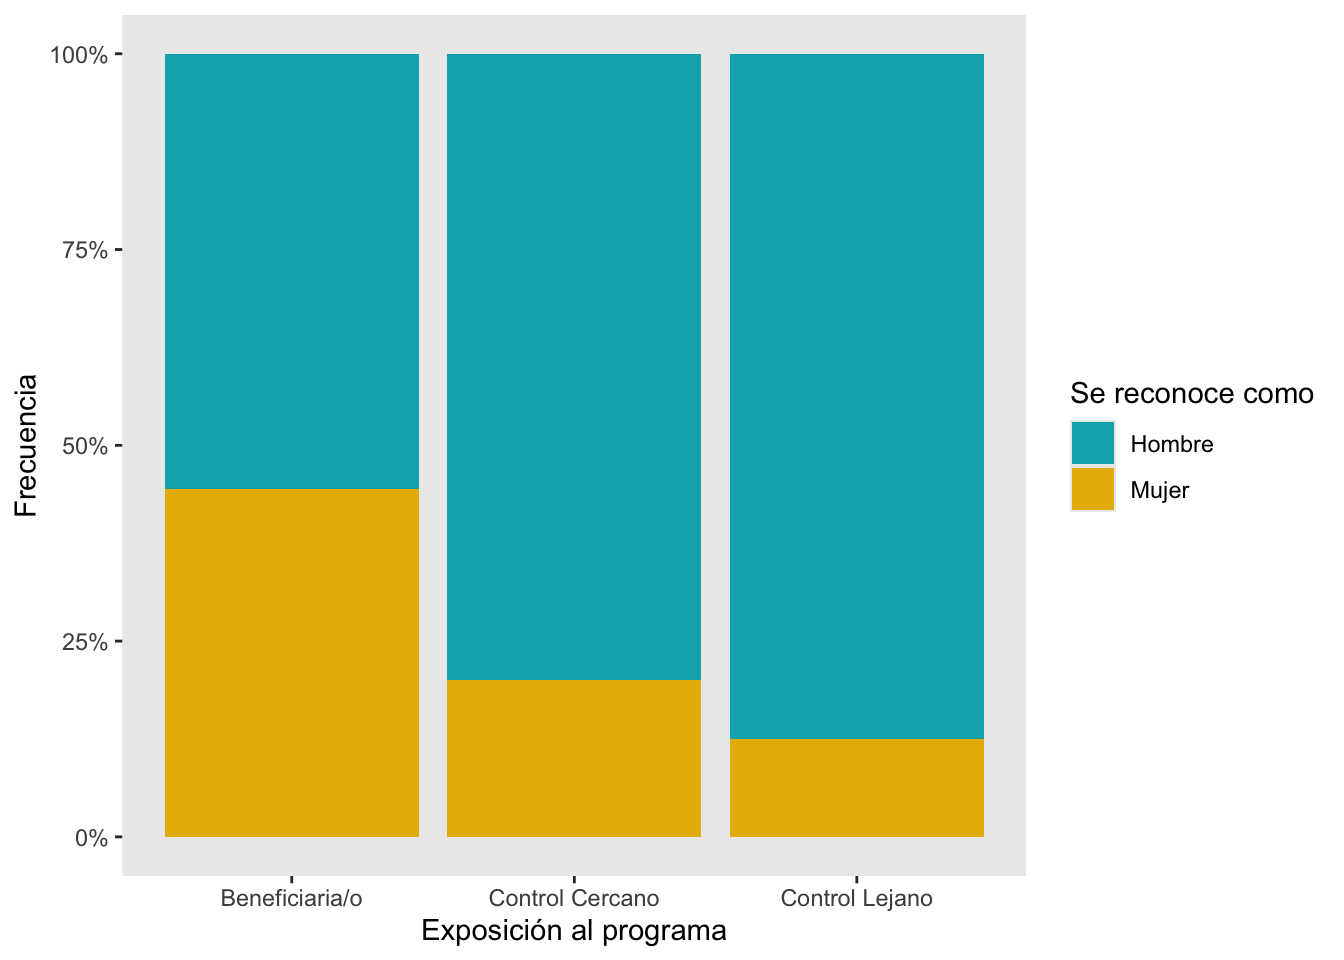 100%
75%
50%
25%
0%
Frecuencia
Beneficiaria/o
Control Cercano
Control Lejano
Exposición al programa
Se reconoce como
Hombre
Mujer